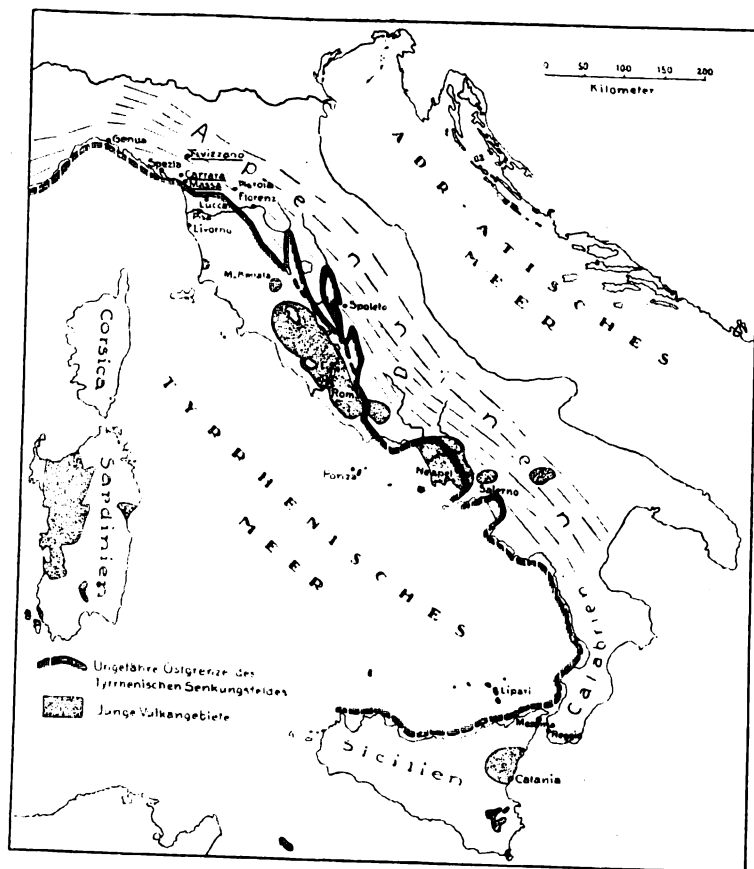 0 50 100 150 200
Kilometer
Apenninen
ADRIATISCHES
MEER
Genua
Spezia
Fivizzano
Carrara
Massa
Pistoia
Lucca
Florenz
Pisa
Livorno
M. Amiata
Spoleto
Corsica
Rom
TYRRHENISCHES
MEER
Ponza
Neapel
Salerno
Sardinien
Calabrien
Ungefähre Ostgrenze des
Tyrrhenischen Senkungsfeldes
Junge Vulkangebiete
Lipari
Messina
Reggio
Sicilien
Catania